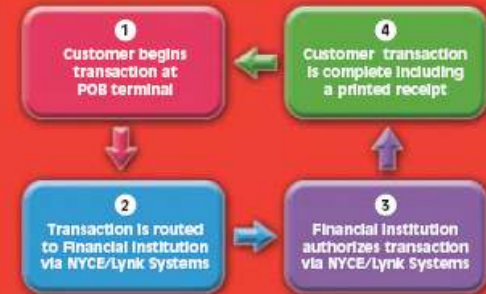 1
Customer begins
transaction at
POB terminal
2
Transaction is routed
to Financial Institution
via NYCE/Lynk Systems
3
Financial Institution
authorizes transaction
via NYCE/Lynk Systems
4
Customer transaction
is complete including
a printed receipt